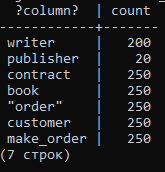 ?column? | count
------------+-------
writer | 200
publisher | 20
contract | 250
book | 250
"order" | 250
customer | 250
make_order | 250
(7 строк)